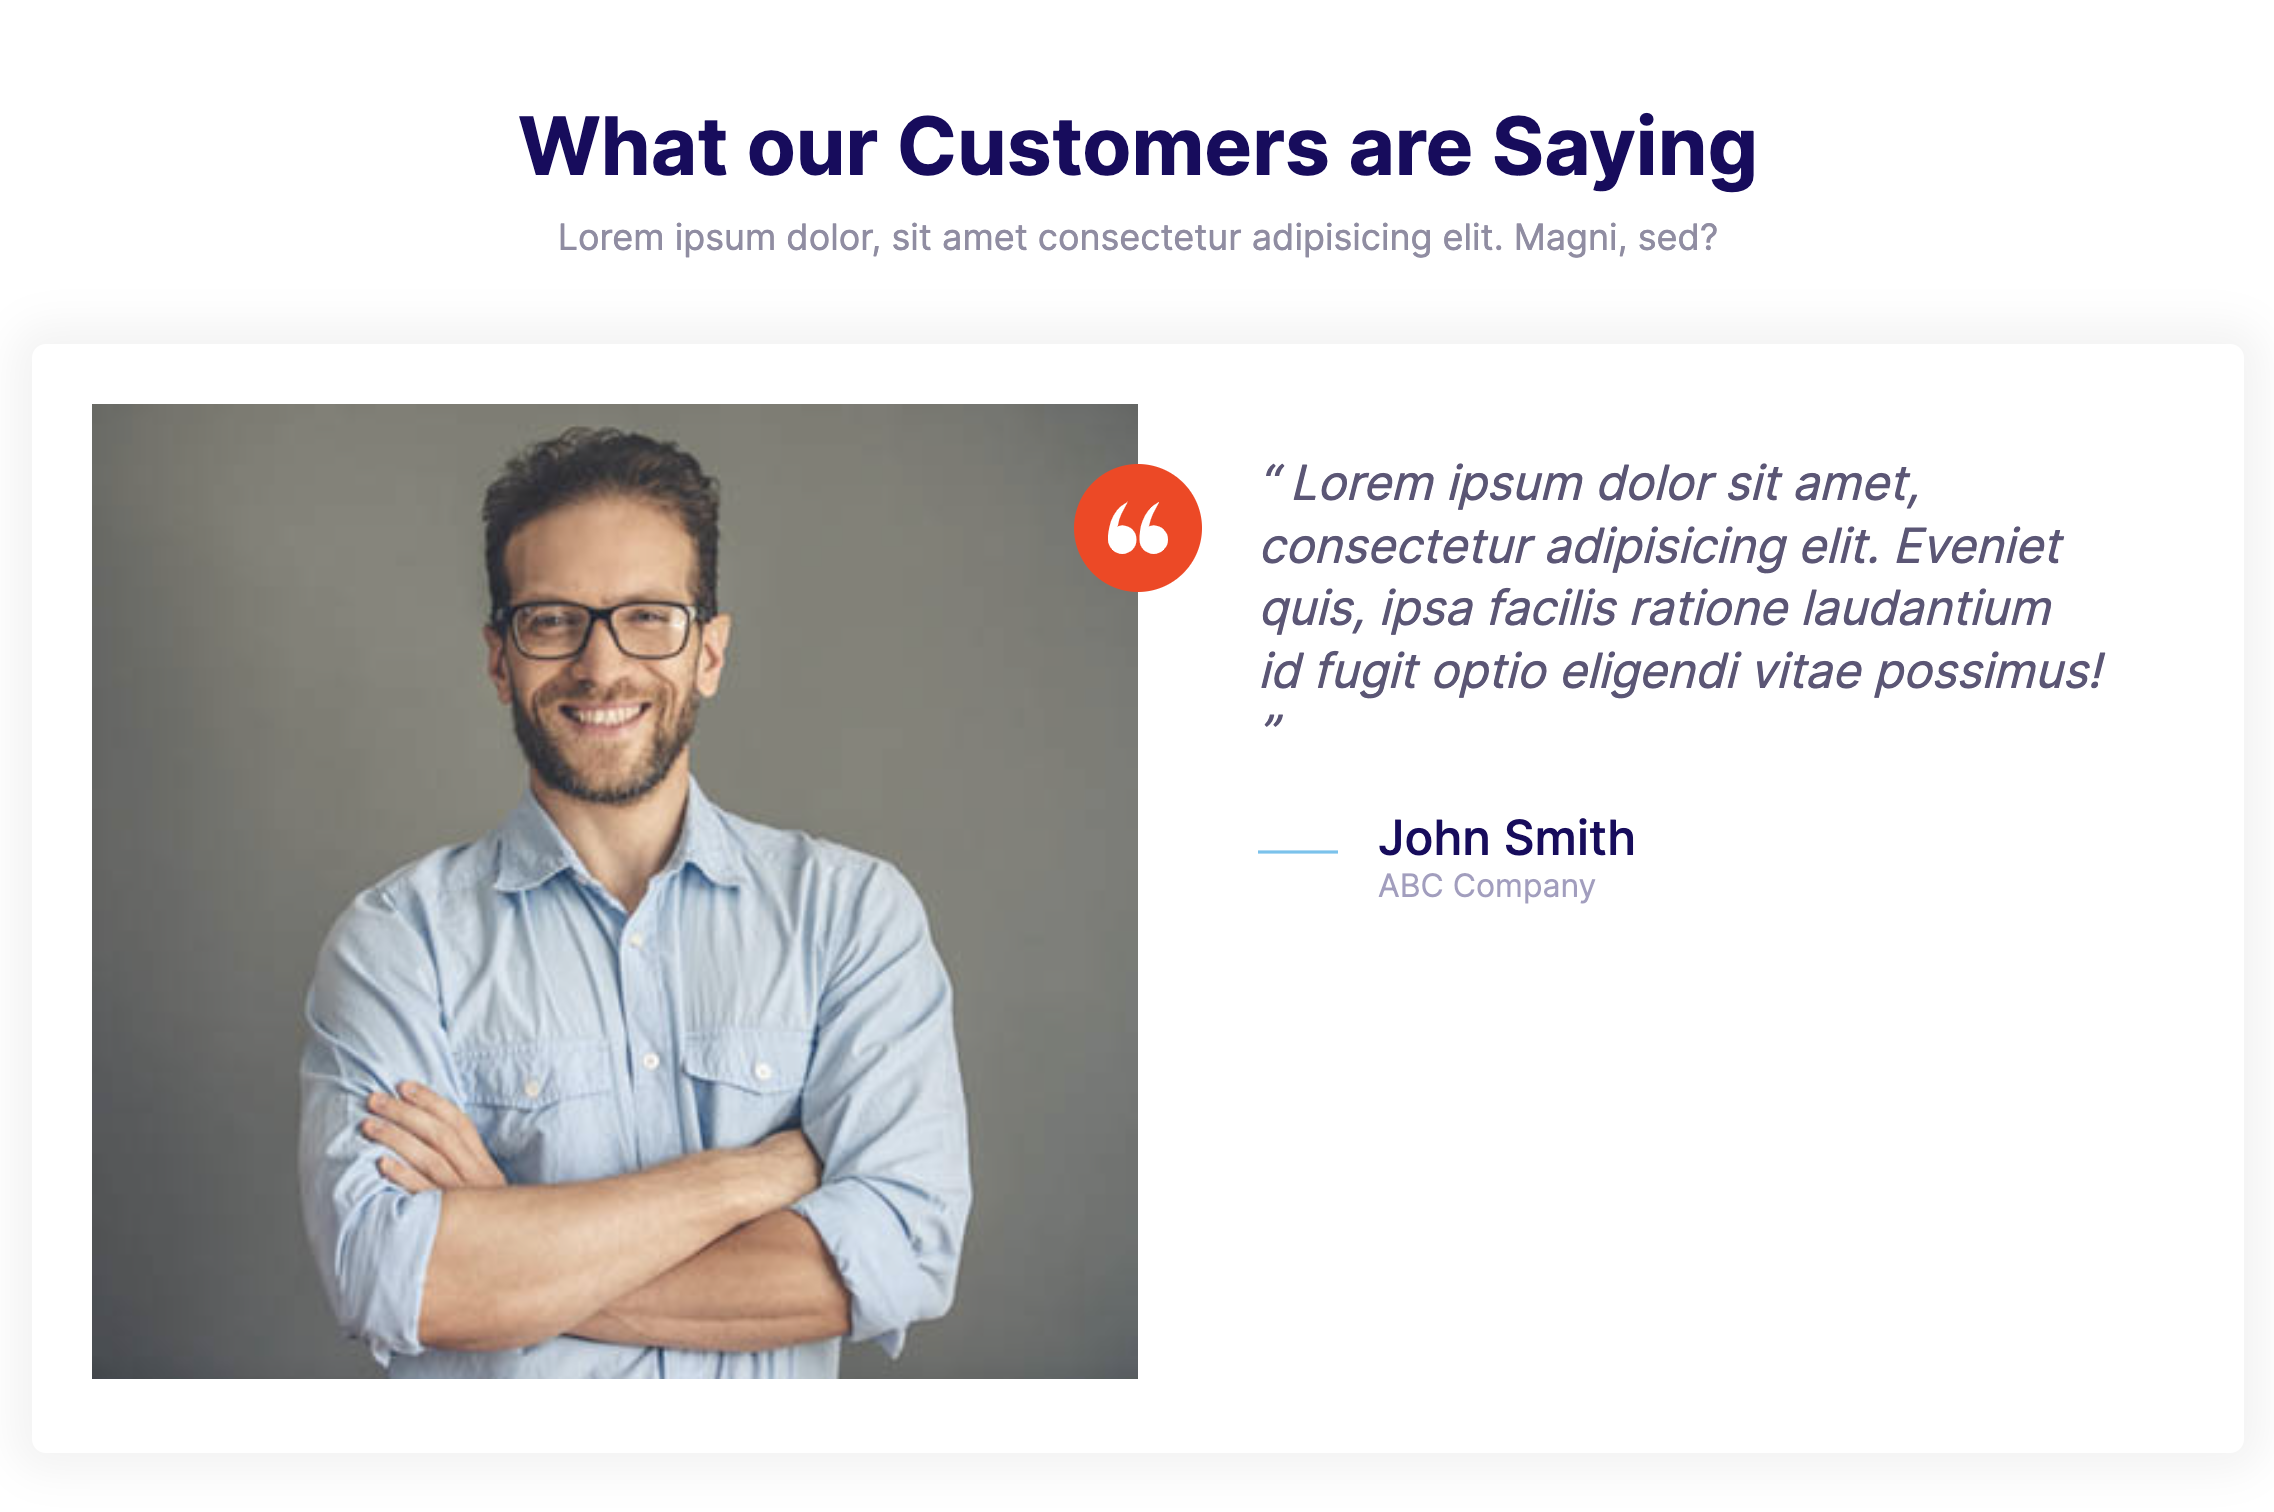 What our Customers are Saying
Lorem ipsum dolor, sit amet consectetur adipisicing elit. Magni, sed?
“ Lorem ipsum dolor sit amet,
consectetur adipisicing elit. Eveniet
quis, ipsa facilis ratione laudantium
id fugit optio eligendi vitae possimus!
”
John Smith
ABC Company